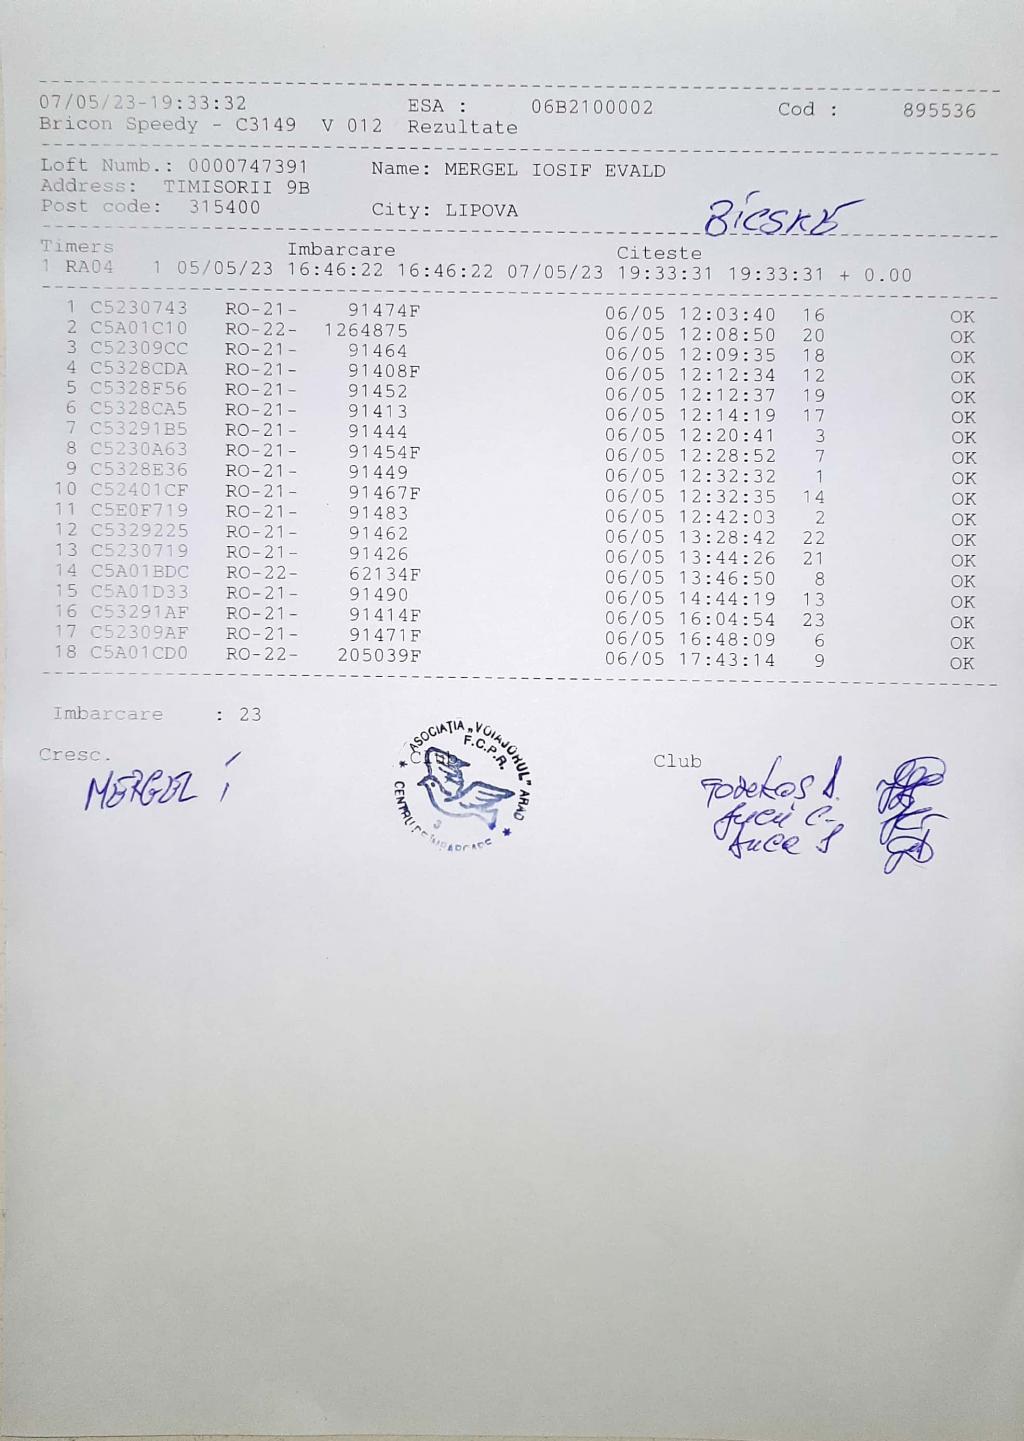 07/05/23-19:33:32 ESA : 06B2100002 Cod : 895536
Bricon Speedy - C3149 V 012 Rezultate
Loft Numb.: 0000747391 Name: MERGEL IOSIF EVALD
Address: TIMISORII 9B
Post code: 315400 City: LIPOVA
BICSKE
Timers Imbarcare Citeste
1 RA04 1 05/05/23 16:46:22 16:46:22 07/05/23 19:33:31 19:33:31 + 0.00
1 C5230743 RO-21- 91474F 06/05 12:03:40 16 OK
2 C5A01C10 RO-22- 1264875 06/05 12:08:50 20 OK
3 C52309CC RO-21- 91464 06/05 12:09:35 18 OK
4 C5328CDA RO-21- 91408F 06/05 12:12:34 12 OK
5 C5328F56 RO-21- 91452 06/05 12:12:37 19 OK
6 C5328CA5 RO-21- 91413 06/05 12:14:19 17 OK
7 C53291B5 RO-21- 91444 06/05 12:20:41 3 OK
8 C5230A63 RO-21- 91454F 06/05 12:28:52 7 OK
9 C5328E36 RO-21- 91449 06/05 12:32:32 1 OK
10 C52401CF RO-21- 91467F 06/05 12:32:35 14 OK
11 C5E0F719 RO-21- 91483 06/05 12:42:03 2 OK
12 C5329225 RO-21- 91462 06/05 13:28:42 22 OK
13 C5230719 RO-21- 91426 06/05 13:44:26 21 OK
14 C5A01BDC RO-22- 62134F 06/05 13:46:50 8 OK
15 C5A01D33 RO-21- 91490 06/05 14:44:19 13 OK
16 C53291AF RO-21- 91414F 06/05 16:04:54 23 OK
17 C52309AF RO-21- 91471F 06/05 16:48:09 6 OK
18 C5A01CD0 RO-22- 205039F 06/05 17:43:14 9 OK
Imbarcare : 23
Cresc. Club Club
MERGEL I
ASOCIAȚIA „VOIAJORUL" ARAD
F.C.P.R.
CENTRU DE ÎMBARCARE
3